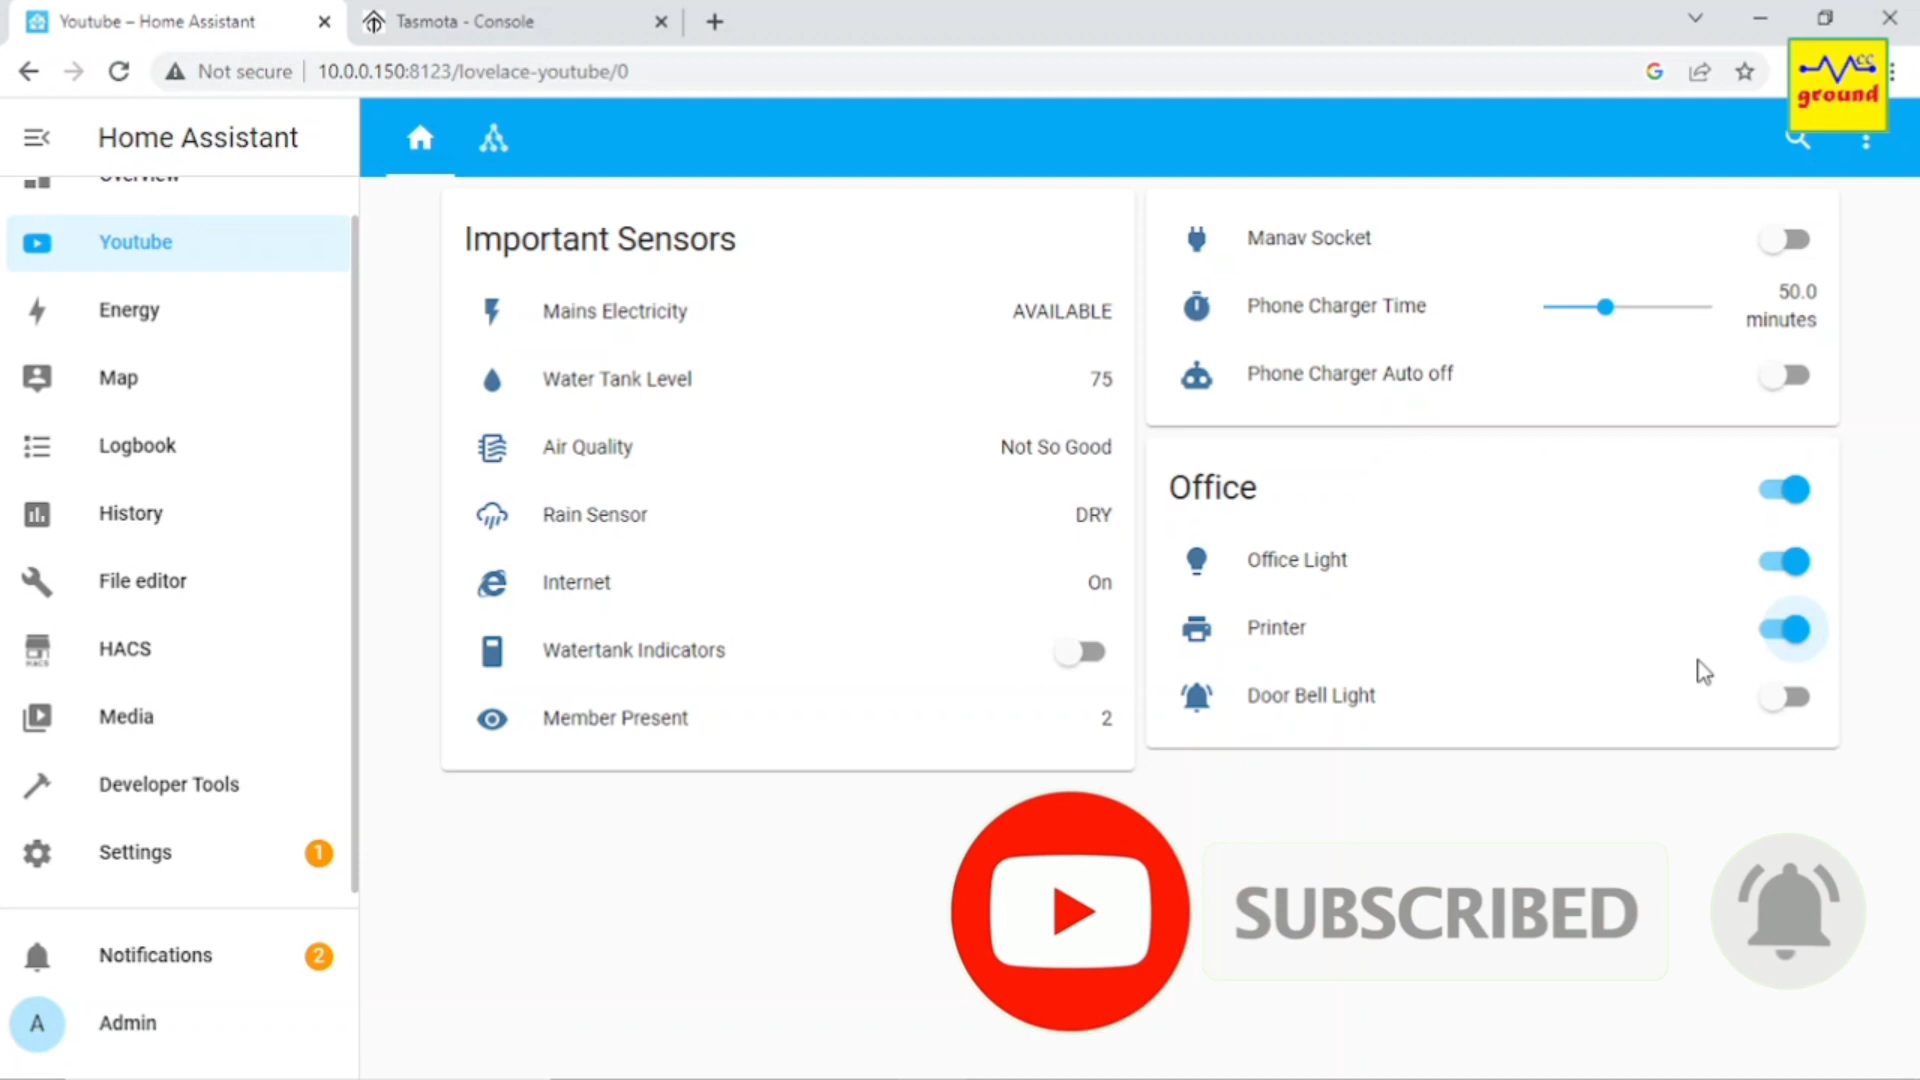 Youtube – Home Assistant
Tasmota - Console
Not secure
10.0.0.150:8123/lovelace-youtube/0
CC
ground
Home Assistant
Overview
Youtube
Energy
Map
Logbook
History
File editor
HACS
HACS
Media
Developer Tools
Settings
1
Notifications
2
A
Admin
Important Sensors
Mains Electricity
AVAILABLE
Water Tank Level
75
Air Quality
Not So Good
Rain Sensor
DRY
Internet
On
Watertank Indicators
Member Present
2
Manav Socket
Phone Charger Time
50.0
minutes
Phone Charger Auto off
Office
Office Light
Printer
Door Bell Light
SUBSCRIBED